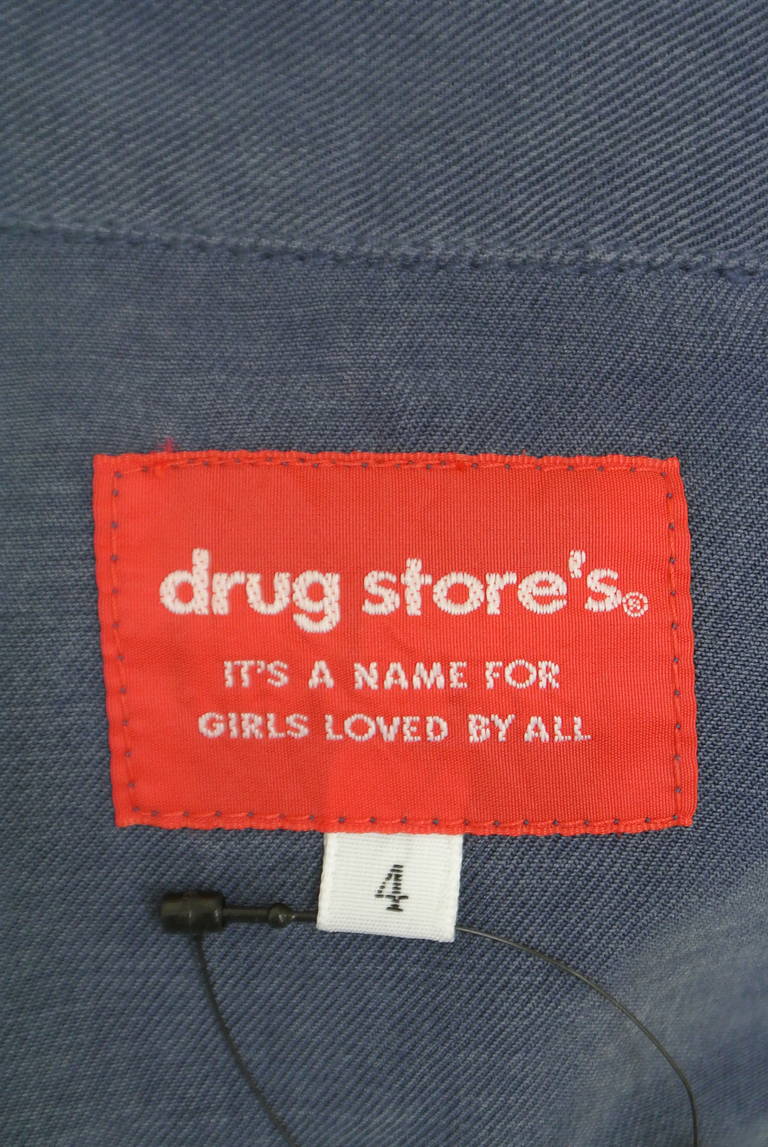 drug store's®
IT'S A NAME FOR
GIRLS LOVED BY ALL
4